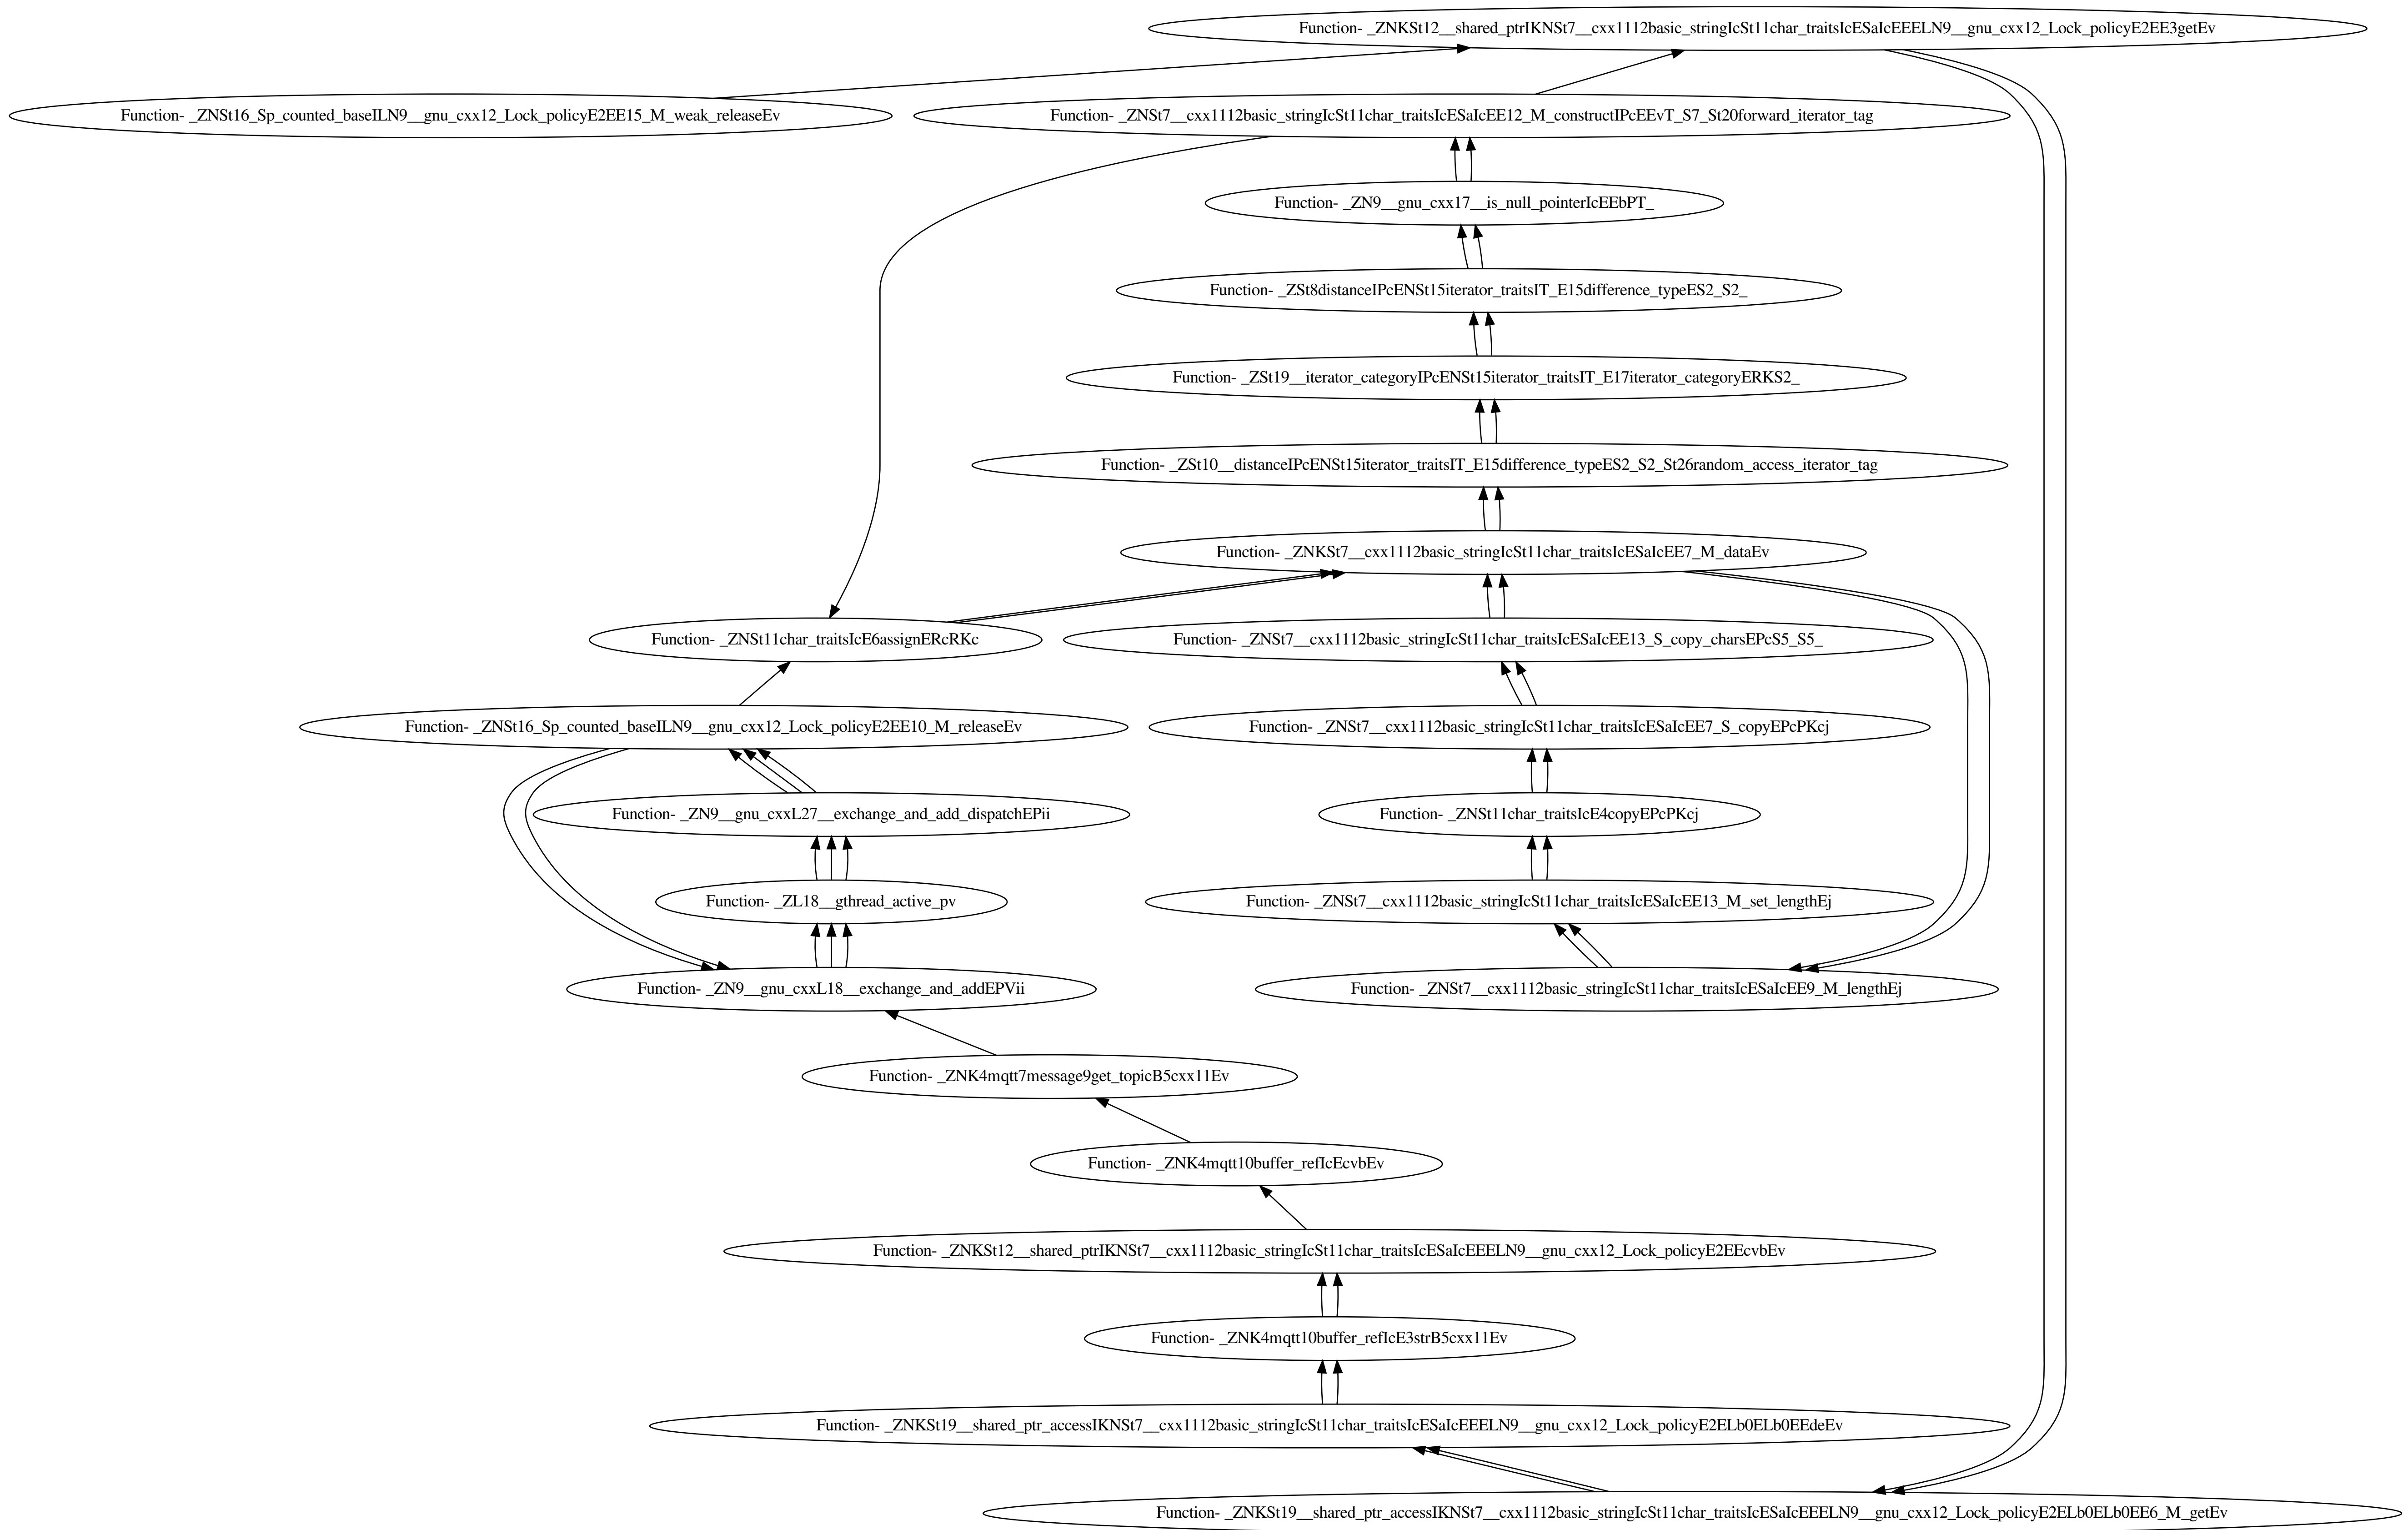 Function- _ZNKSt12__shared_ptrIKNSt7__cxx1112basic_stringIcSt11char_traitsIcESaIcEEELN9__gnu_cxx12_Lock_policyE2EE3getEv
Function- _ZNSt16_Sp_counted_baseILN9__gnu_cxx12_Lock_policyE2EE15_M_weak_releaseEv
Function- _ZNSt7__cxx1112basic_stringIcSt11char_traitsIcESaIcEE12_M_constructIPcEEvT_S7_St20forward_iterator_tag
Function- _ZN9__gnu_cxx17__is_null_pointerIcEEbPT_
Function- _ZSt8distanceIPcENSt15iterator_traitsIT_E15difference_typeES2_S2_
Function- _ZSt19__iterator_categoryIPcENSt15iterator_traitsIT_E17iterator_categoryERKS2_
Function- _ZSt10__distanceIPcENSt15iterator_traitsIT_E15difference_typeES2_S2_St26random_access_iterator_tag
Function- _ZNKSt7__cxx1112basic_stringIcSt11char_traitsIcESaIcEE7_M_dataEv
Function- _ZNSt11char_traitsIcE6assignERcRKc
Function- _ZNSt7__cxx1112basic_stringIcSt11char_traitsIcESaIcEE13_S_copy_charsEPcS5_S5_
Function- _ZNSt16_Sp_counted_baseILN9__gnu_cxx12_Lock_policyE2EE10_M_releaseEv
Function- _ZNSt7__cxx1112basic_stringIcSt11char_traitsIcESaIcEE7_S_copyEPcPKcj
Function- _ZN9__gnu_cxxL27__exchange_and_add_dispatchEPii
Function- _ZNSt11char_traitsIcE4copyEPcPKcj
Function- _ZL18__gthread_active_pv
Function- _ZNSt7__cxx1112basic_stringIcSt11char_traitsIcESaIcEE13_M_set_lengthEj
Function- _ZN9__gnu_cxxL18__exchange_and_addEPVii
Function- _ZNSt7__cxx1112basic_stringIcSt11char_traitsIcESaIcEE9_M_lengthEj
Function- _ZNK4mqtt7message9get_topicB5cxx11Ev
Function- _ZNK4mqtt10buffer_refIcEcvbEv
Function- _ZNKSt12__shared_ptrIKNSt7__cxx1112basic_stringIcSt11char_traitsIcESaIcEEELN9__gnu_cxx12_Lock_policyE2EEcvbEv
Function- _ZNK4mqtt10buffer_refIcE3strB5cxx11Ev
Function- _ZNKSt19__shared_ptr_accessIKNSt7__cxx1112basic_stringIcSt11char_traitsIcESaIcEEELN9__gnu_cxx12_Lock_policyE2ELb0ELb0EEdeEv
Function- _ZNKSt19__shared_ptr_accessIKNSt7__cxx1112basic_stringIcSt11char_traitsIcESaIcEEELN9__gnu_cxx12_Lock_policyE2ELb0ELb0EE6_M_getEv